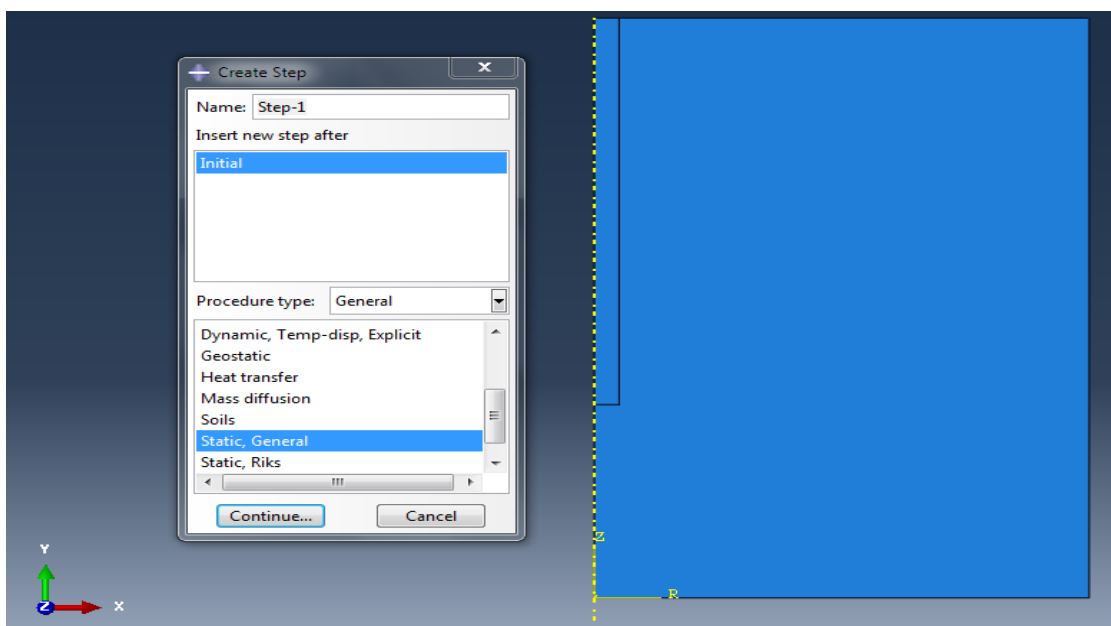 Create Step
Name: Step-1
Insert new step after
Initial
Procedure type: General
Dynamic, Temp-disp, Explicit
Geostatic
Heat transfer
Mass diffusion
Soils
Static, General
Static, Riks
Continue... Cancel
Y
Z X
Z
R